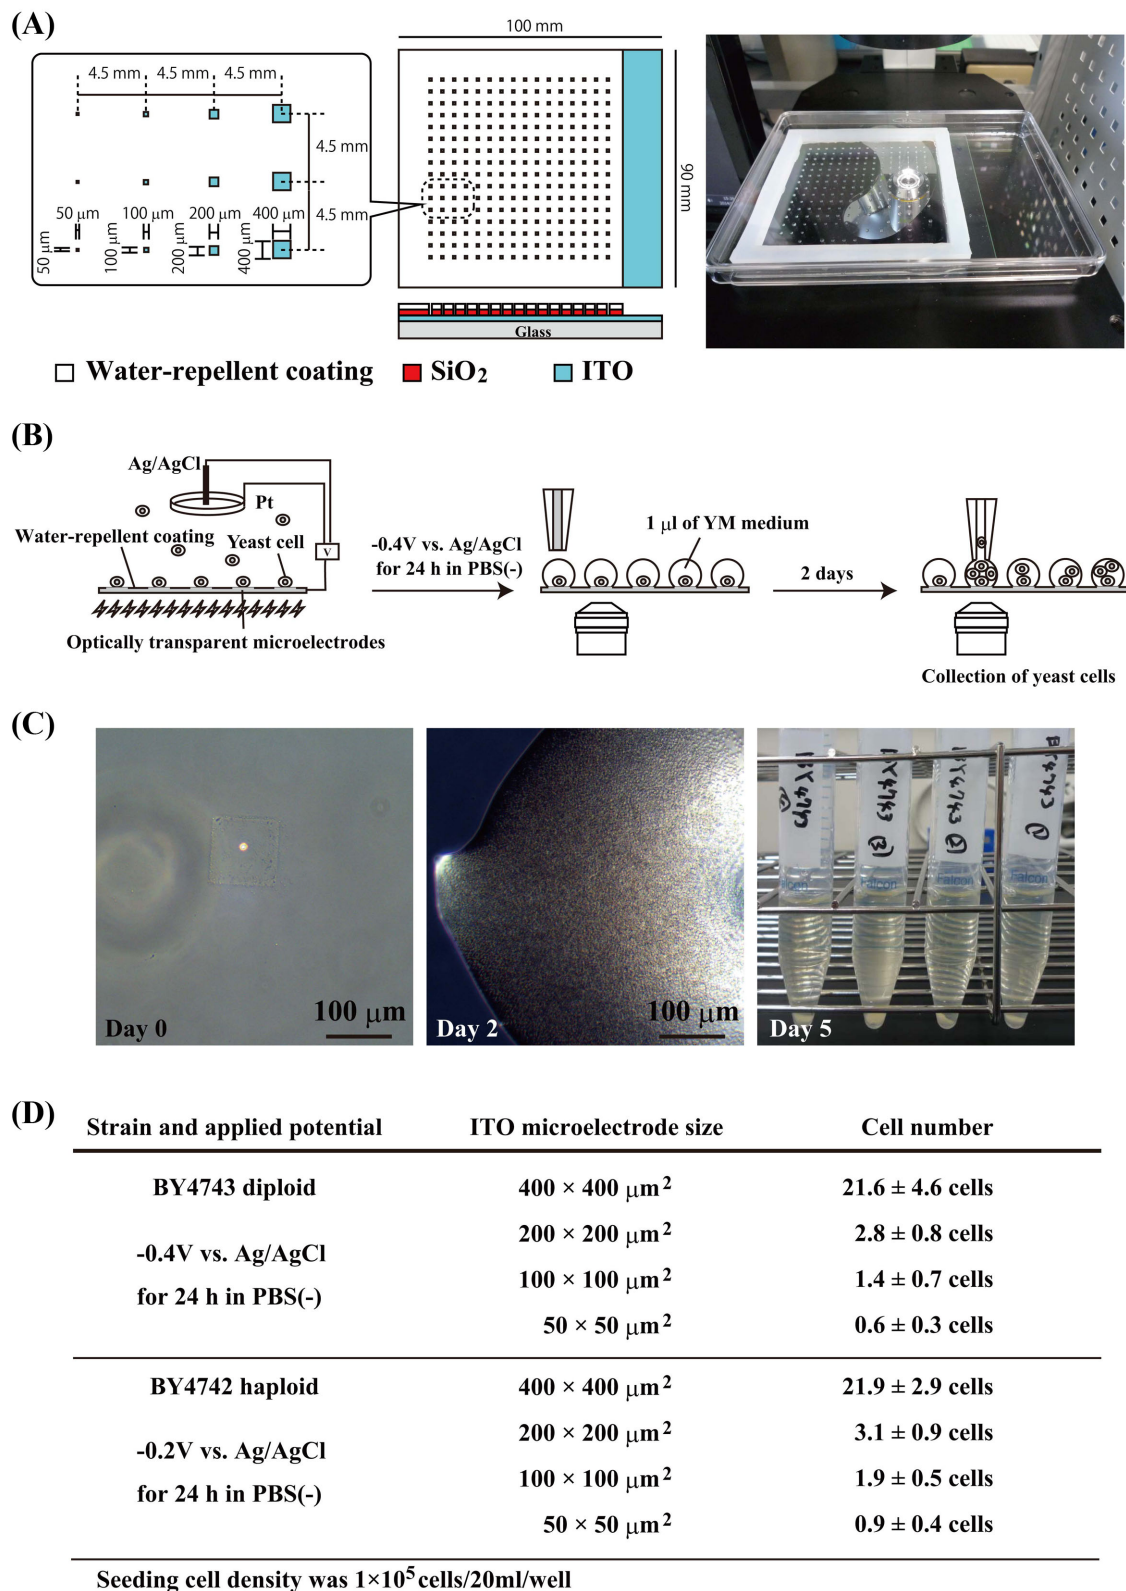 (A)
100 mm
4.5 mm 4.5 mm 4.5 mm
4.5 mm
4.5 mm
50 μm 100 μm 200 μm 400 μm
50 μm 100 μm 200 μm 400 μm
90 mm
Glass
Water-repellent coating SiO2 ITO
(B)
Ag/AgCl
Pt
Water-repellent coating
Yeast cell
V
Optically transparent microelectrodes
-0.4V vs. Ag/AgCl
for 24 h in PBS(-)
1 μl of YM medium
2 days
Collection of yeast cells
(C)
Day 0
100 μm
Day 2
100 μm
BY4743 BY4743 BY4743
Falcon Falcon Falcon Falcon
Day 5
(D)
Strain and applied potential ITO microelectrode size Cell number
BY4743 diploid 400 × 400 μm2 21.6 ± 4.6 cells
200 × 200 μm2 2.8 ± 0.8 cells
-0.4V vs. Ag/AgCl
100 × 100 μm2 1.4 ± 0.7 cells
for 24 h in PBS(-)
50 × 50 μm2 0.6 ± 0.3 cells
BY4742 haploid 400 × 400 μm2 21.9 ± 2.9 cells
200 × 200 μm2 3.1 ± 0.9 cells
-0.2V vs. Ag/AgCl
100 × 100 μm2 1.9 ± 0.5 cells
for 24 h in PBS(-)
50 × 50 μm2 0.9 ± 0.4 cells
Seeding cell density was 1×105 cells/20ml/well